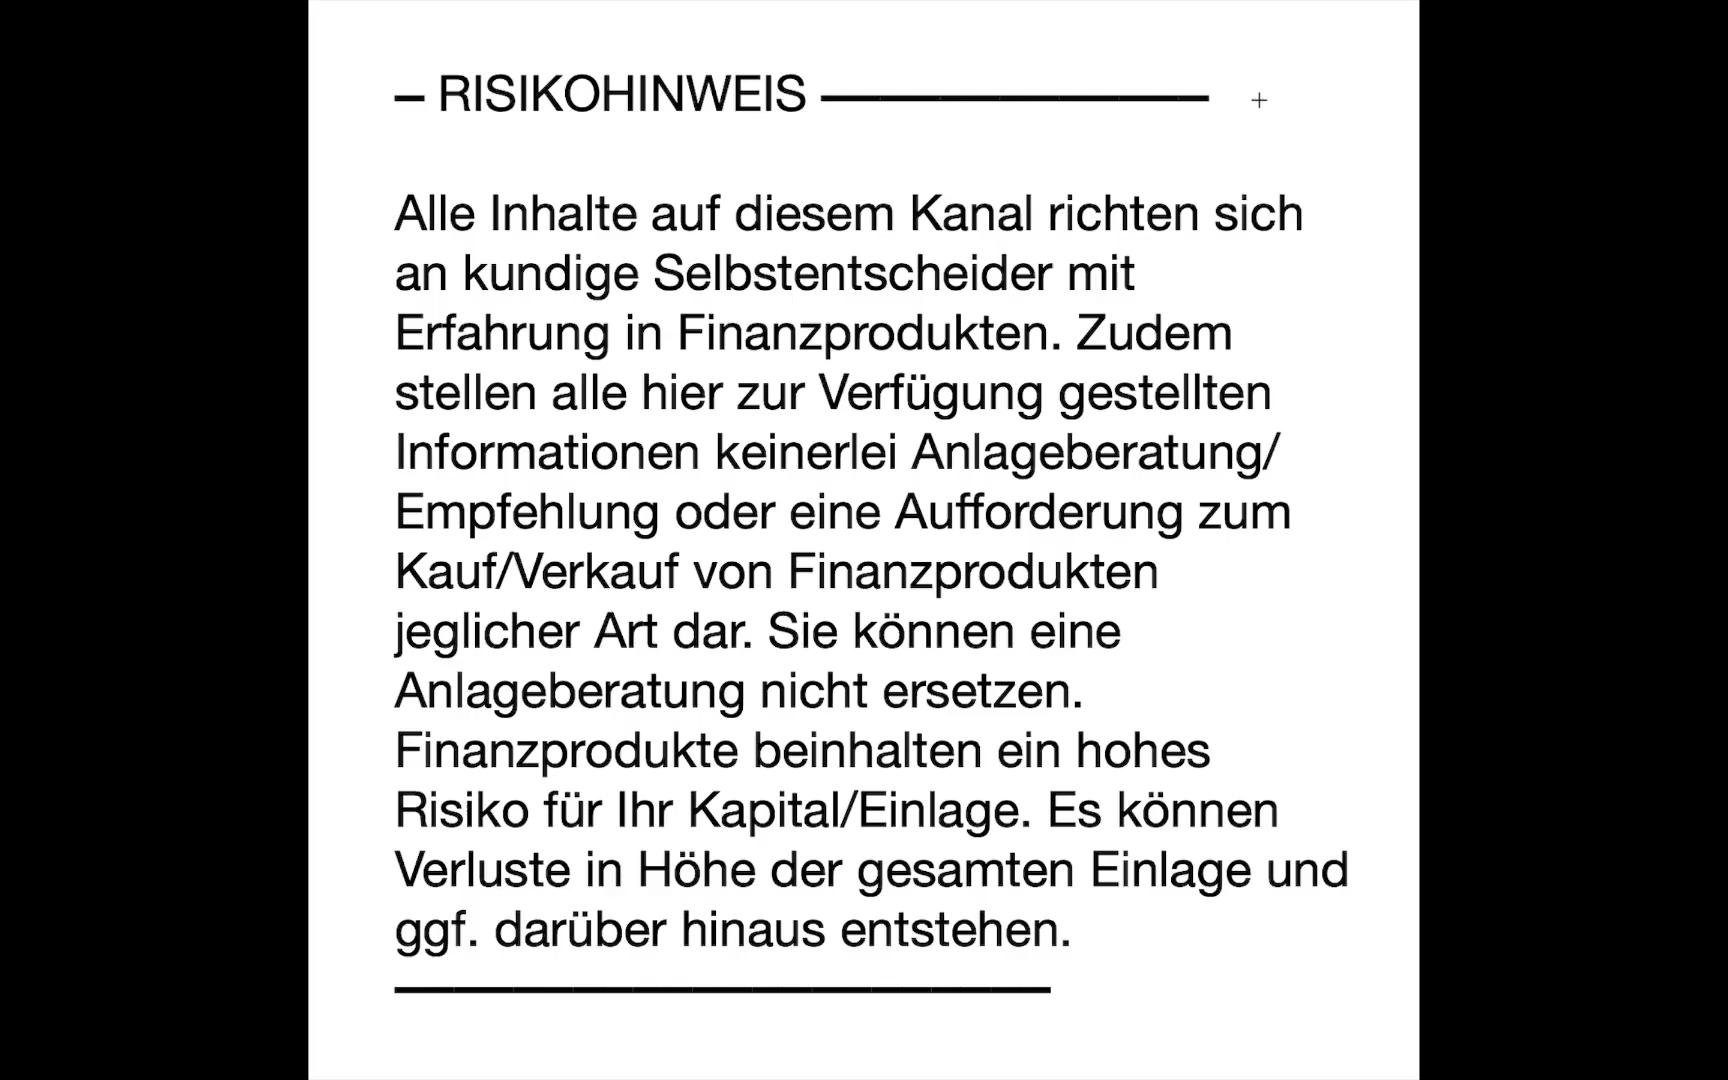 — RISIKOHINWEIS —————————————
Alle Inhalte auf diesem Kanal richten sich
an kundige Selbstentscheider mit
Erfahrung in Finanzprodukten. Zudem
stellen alle hier zur Verfügung gestellten
Informationen keinerlei Anlageberatung/
Empfehlung oder eine Aufforderung zum
Kauf/Verkauf von Finanzprodukten
jeglicher Art dar. Sie können eine
Anlageberatung nicht ersetzen.
Finanzprodukte beinhalten ein hohes
Risiko für Ihr Kapital/Einlage. Es können
Verluste in Höhe der gesamten Einlage und
ggf. darüber hinaus entstehen.